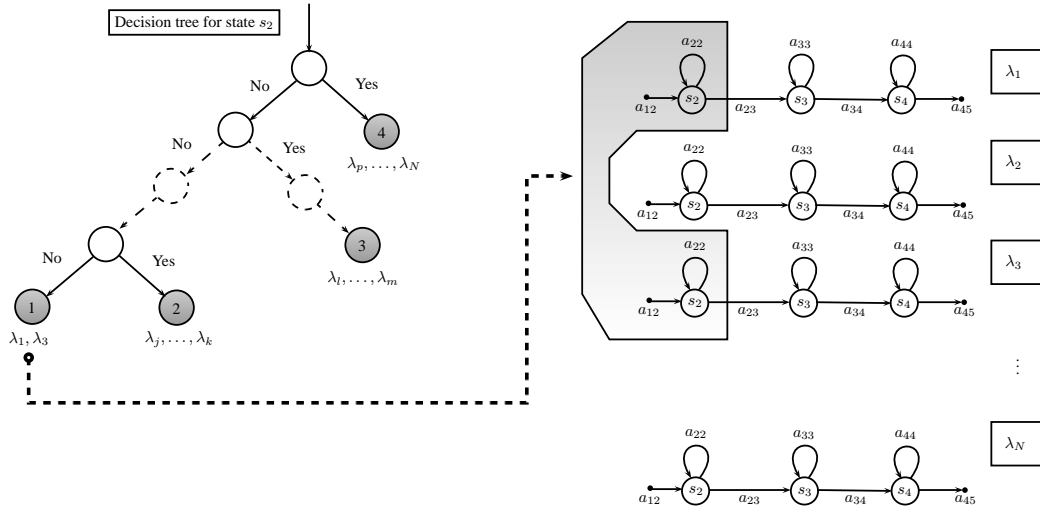 Decision tree for state s₂
No
Yes
4
λₚ, . . . , λ_N
No
Yes
3
λₗ, . . . , λₘ
No
Yes
1
2
λ₁, λ₃
λⱼ, . . . , λₖ
a₂₂ a₃₃ a₄₄
λ₁
s₂ s₃ s₄
a₁₂ a₂₃ a₃₄ a₄₅
a₂₂ a₃₃ a₄₄
λ₂
s₂ s₃ s₄
a₁₂ a₂₃ a₃₄ a₄₅
a₂₂ a₃₃ a₄₄
λ₃
s₂ s₃ s₄
a₁₂ a₂₃ a₃₄ a₄₅
⋮
a₂₂ a₃₃ a₄₄
λ_N
s₂ s₃ s₄
a₁₂ a₂₃ a₃₄ a₄₅